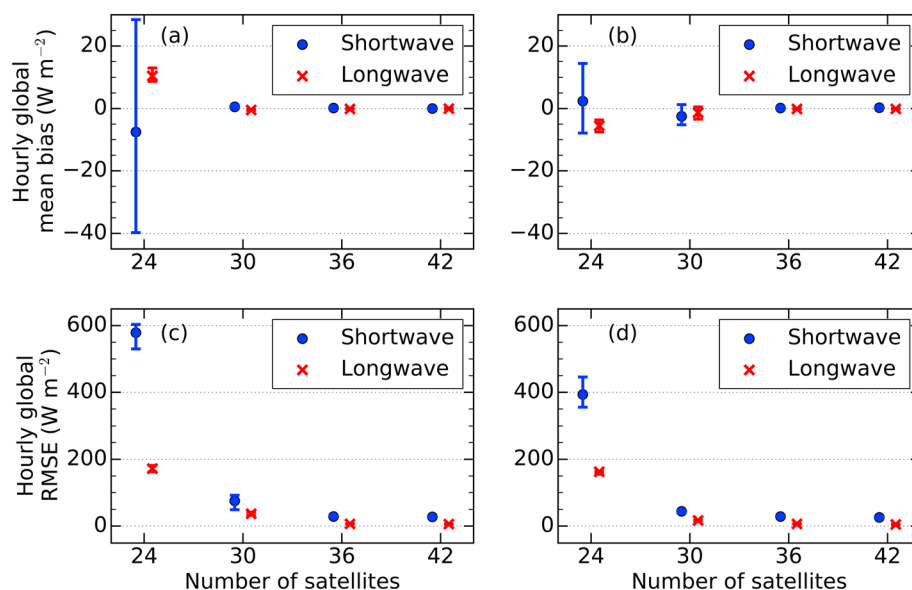 (a)
Shortwave
Longwave
20
0
−20
−40
24 30 36 42
Hourly global
mean bias (W m−2)
(b)
Shortwave
Longwave
20
0
−20
−40
24 30 36 42
(c)
Shortwave
Longwave
600
400
200
0
24 30 36 42
Hourly global
RMSE (W m−2)
Number of satellites
(d)
Shortwave
Longwave
600
400
200
0
24 30 36 42
Number of satellites